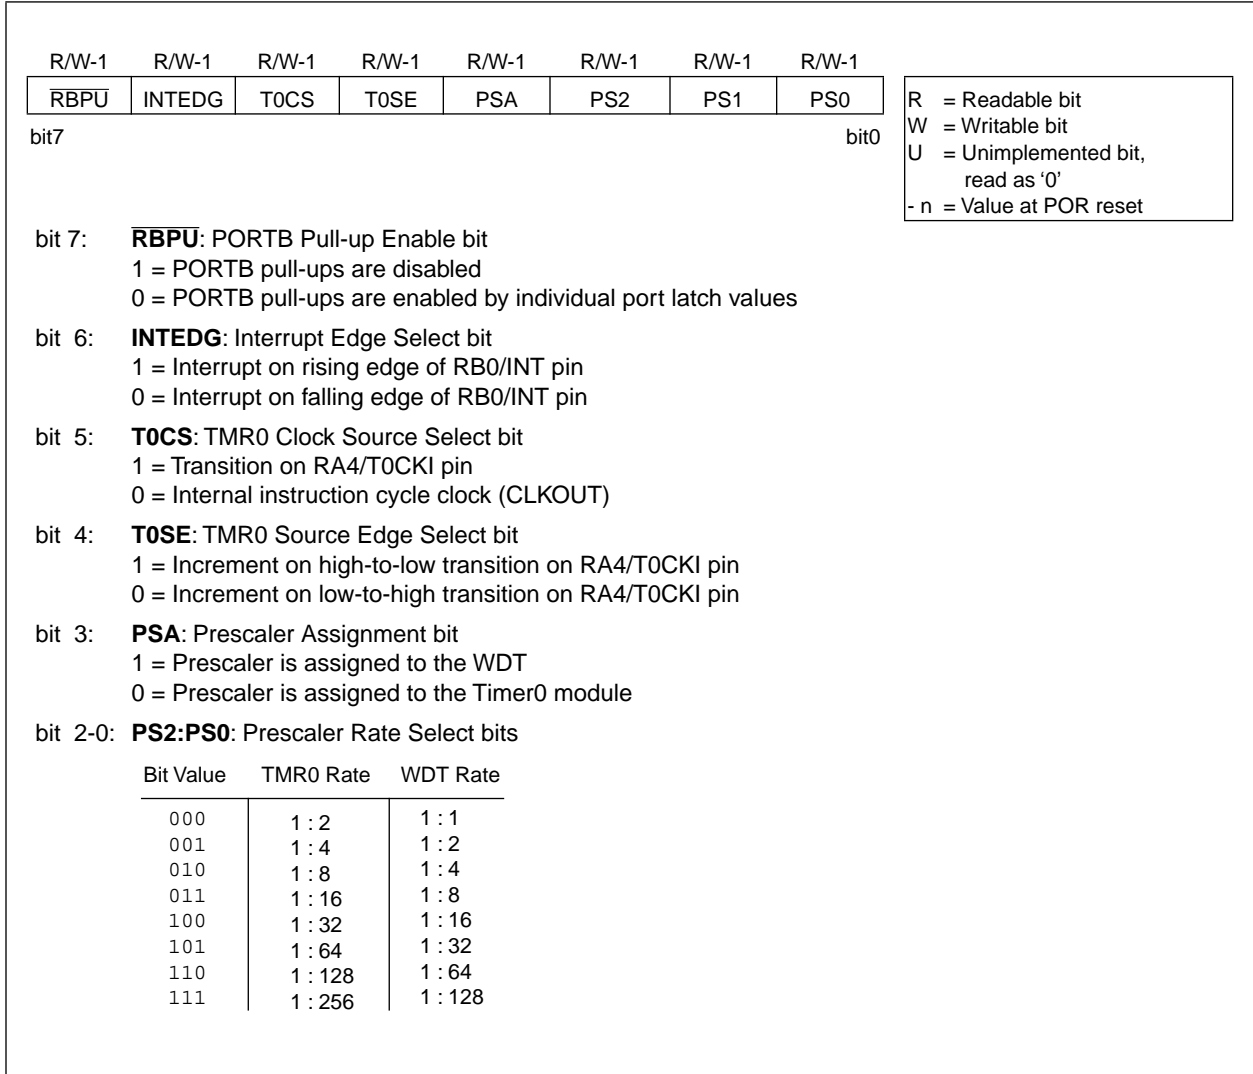 R/W-1 R/W-1 R/W-1 R/W-1 R/W-1 R/W-1 R/W-1 R/W-1
RBPU INTEDG T0CS T0SE PSA PS2 PS1 PS0
bit7 bit0
R = Readable bit
W = Writable bit
U = Unimplemented bit,
read as ‘0’
- n = Value at POR reset
bit 7: RBPU: PORTB Pull-up Enable bit
1 = PORTB pull-ups are disabled
0 = PORTB pull-ups are enabled by individual port latch values
bit 6: INTEDG: Interrupt Edge Select bit
1 = Interrupt on rising edge of RB0/INT pin
0 = Interrupt on falling edge of RB0/INT pin
bit 5: T0CS: TMR0 Clock Source Select bit
1 = Transition on RA4/T0CKI pin
0 = Internal instruction cycle clock (CLKOUT)
bit 4: T0SE: TMR0 Source Edge Select bit
1 = Increment on high-to-low transition on RA4/T0CKI pin
0 = Increment on low-to-high transition on RA4/T0CKI pin
bit 3: PSA: Prescaler Assignment bit
1 = Prescaler is assigned to the WDT
0 = Prescaler is assigned to the Timer0 module
bit 2-0: PS2:PS0: Prescaler Rate Select bits
Bit Value TMR0 Rate WDT Rate
000 1 : 2 1 : 1
001 1 : 4 1 : 2
010 1 : 8 1 : 4
011 1 : 16 1 : 8
100 1 : 32 1 : 16
101 1 : 64 1 : 32
110 1 : 128 1 : 64
111 1 : 256 1 : 128